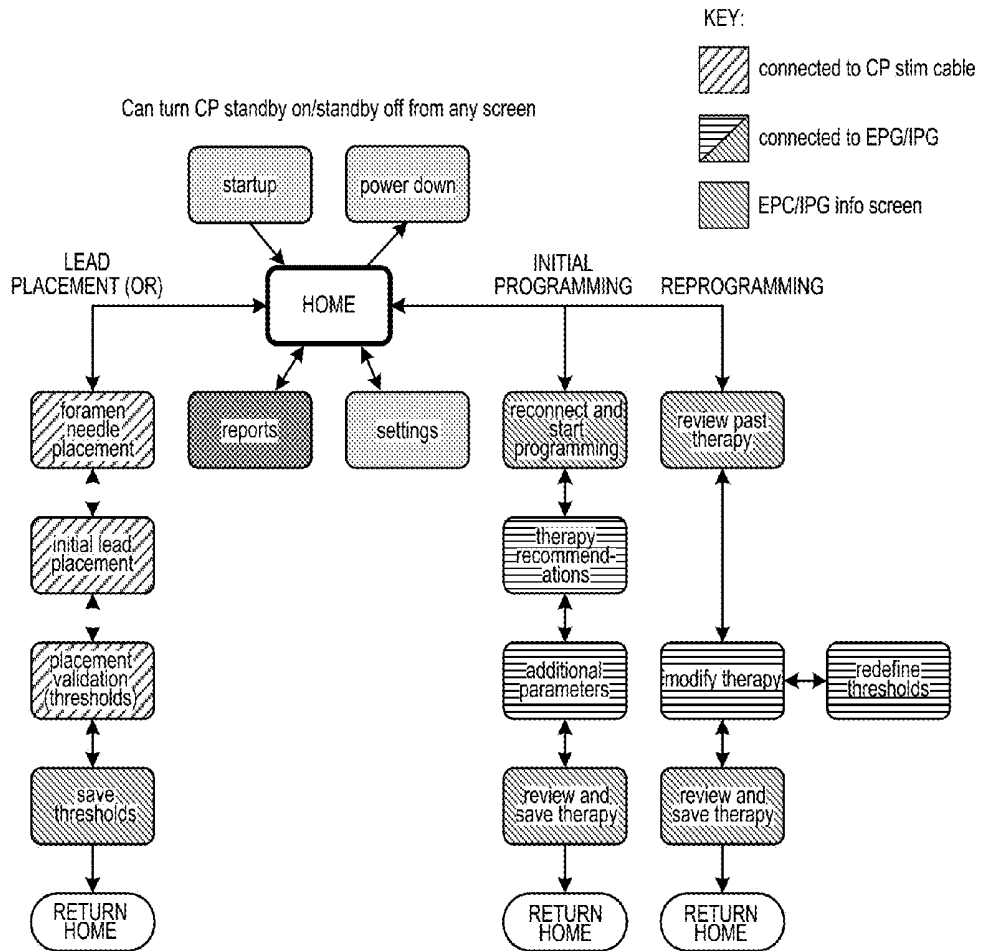 KEY:
connected to CP stim cable
connected to EPG/IPG
EPC/IPG info screen
Can turn CP standby on/standby off from any screen
startup
power down
LEAD
PLACEMENT (OR)
HOME
INITIAL
PROGRAMMING
REPROGRAMMING
foramen
needle
placement
reports
settings
reconnect and
start
programming
review past
therapy
initial lead
placement
therapy
recommend-
ations
placement
validation
(thresholds)
additional
parameters
modify therapy
redefine
thresholds
save
thresholds
review and
save therapy
review and
save therapy
RETURN
HOME
RETURN
HOME
RETURN
HOME